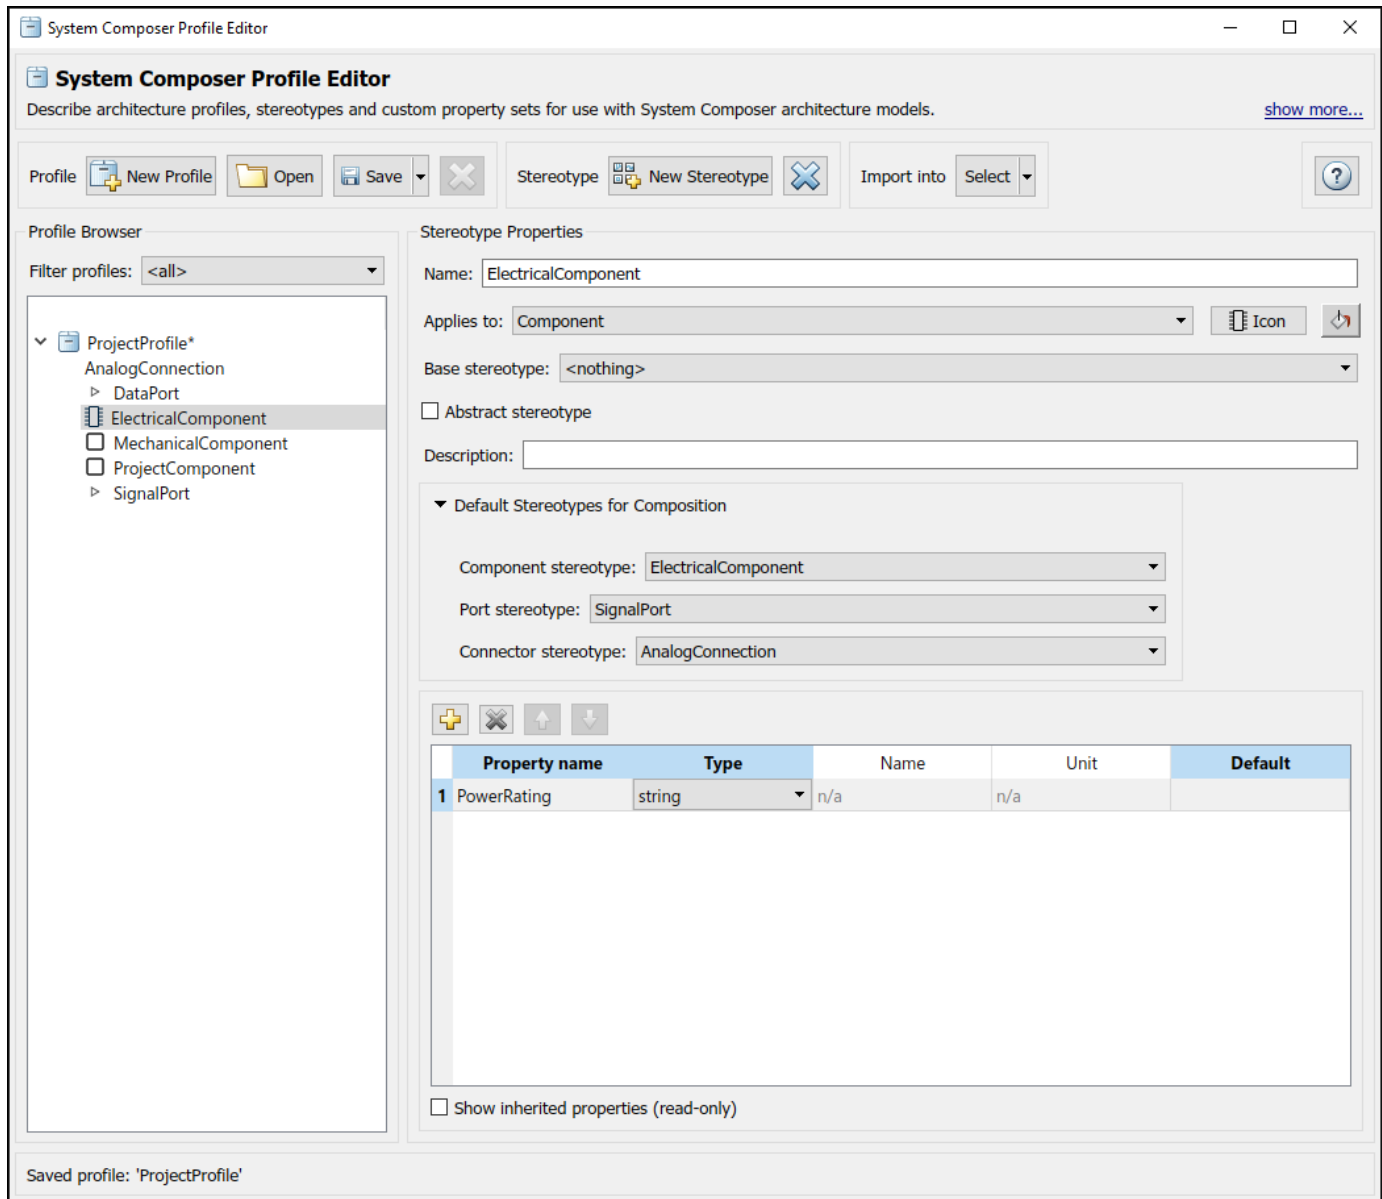 System Composer Profile Editor
System Composer Profile Editor
Describe architecture profiles, stereotypes and custom property sets for use with System Composer architecture models. show more...
Profile New Profile Open Save Stereotype New Stereotype Import into Select ?
Profile Browser
Filter profiles: <all>
ProjectProfile*
AnalogConnection
DataPort
ElectricalComponent
MechanicalComponent
ProjectComponent
SignalPort
Stereotype Properties
Name: ElectricalComponent
Applies to: Component Icon
Base stereotype: <nothing>
Abstract stereotype
Description:
Default Stereotypes for Composition
Component stereotype: ElectricalComponent
Port stereotype: SignalPort
Connector stereotype: AnalogConnection
Property name Type Name Unit Default
1 PowerRating string n/a n/a
Show inherited properties (read-only)
Saved profile: 'ProjectProfile'